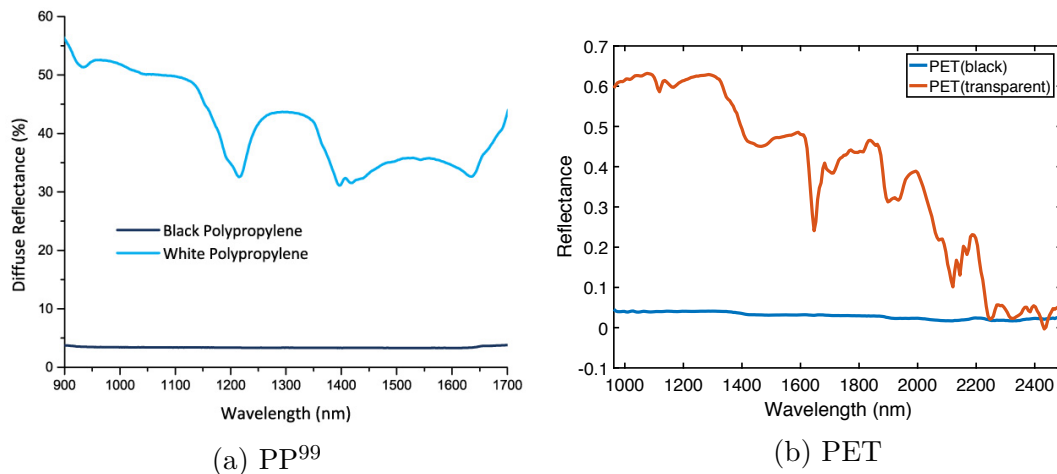 60
50
40
30
20
10
0
900 1000 1100 1200 1300 1400 1500 1600 1700
Diffuse Reflectance (%)
Wavelength (nm)
Black Polypropylene
White Polypropylene
(a) PP⁹⁹
0.7
0.6
0.5
0.4
0.3
0.2
0.1
0
-0.1
1000 1200 1400 1600 1800 2000 2200 2400
Reflectance
Wavelength (nm)
PET(black)
PET(transparent)
(b) PET